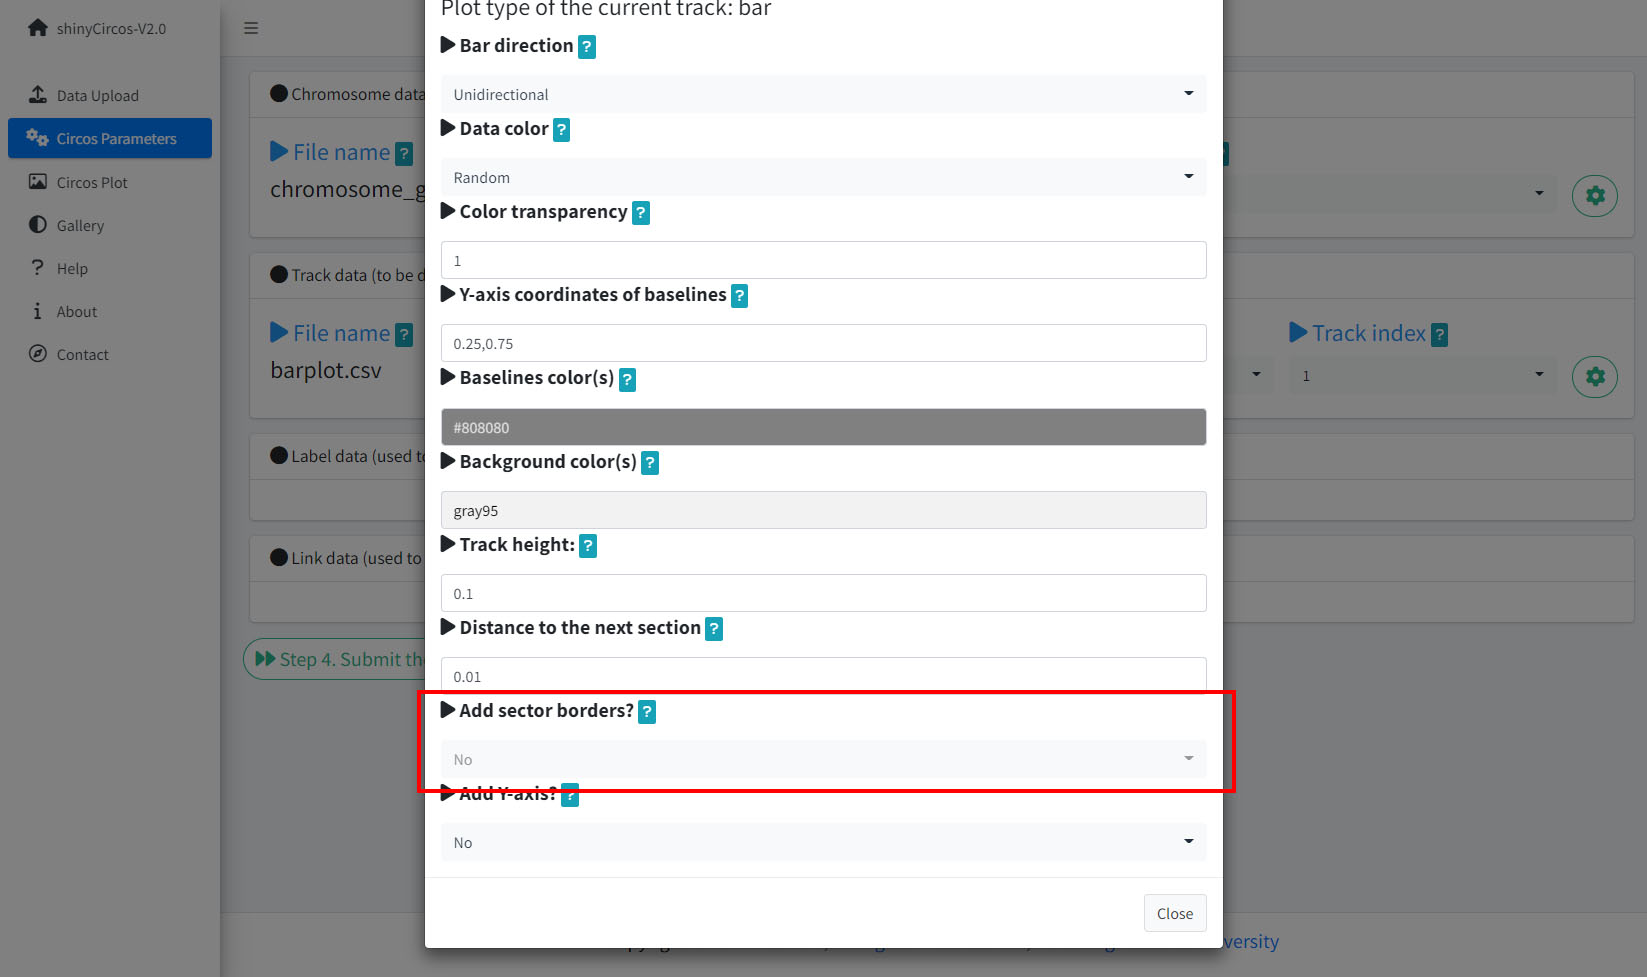 shinyCircos-V2.0
Data Upload
Circos Parameters
Circos Plot
Gallery
Help
About
Contact
Chromosome data
File name ?
chromosome_g
Track data (to be d
File name ?
barplot.csv
Track index ?
1
Label data (used to
Link data (used to
Step 4. Submit the
Plot type of the current track: bar
Bar direction ?
Unidirectional
Data color ?
Random
Color transparency ?
1
Y-axis coordinates of baselines ?
0.25,0.75
Baselines color(s) ?
#808080
Background color(s) ?
gray95
Track height: ?
0.1
Distance to the next section ?
0.01
Add sector borders? ?
No
Add Y-axis? ?
No
Close
versity